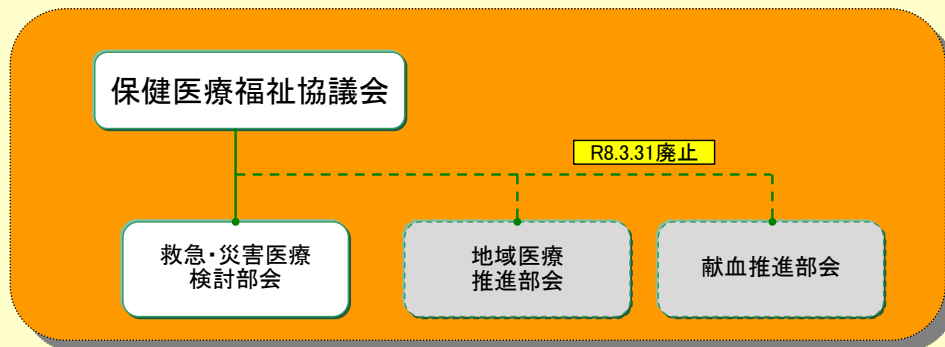 保健医療福祉協議会
R8.3.31廃止
救急・災害医療
検討部会
地域医療
推進部会
献血推進部会